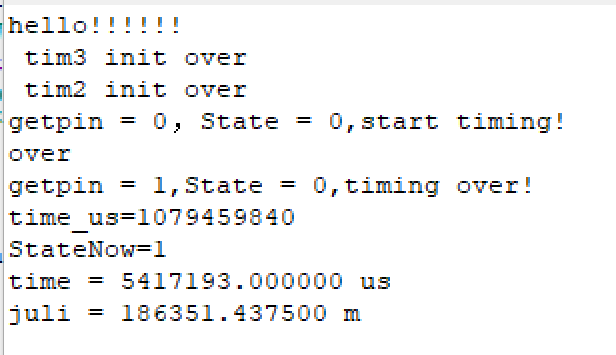 hello!!!!!!
tim3 init over
tim2 init over
getpin = 0, State = 0,start timing!
over
getpin = 1,State = 0,timing over!
time_us=1079459840
StateNow=1
time = 5417193.000000 us
juli = 186351.437500 m